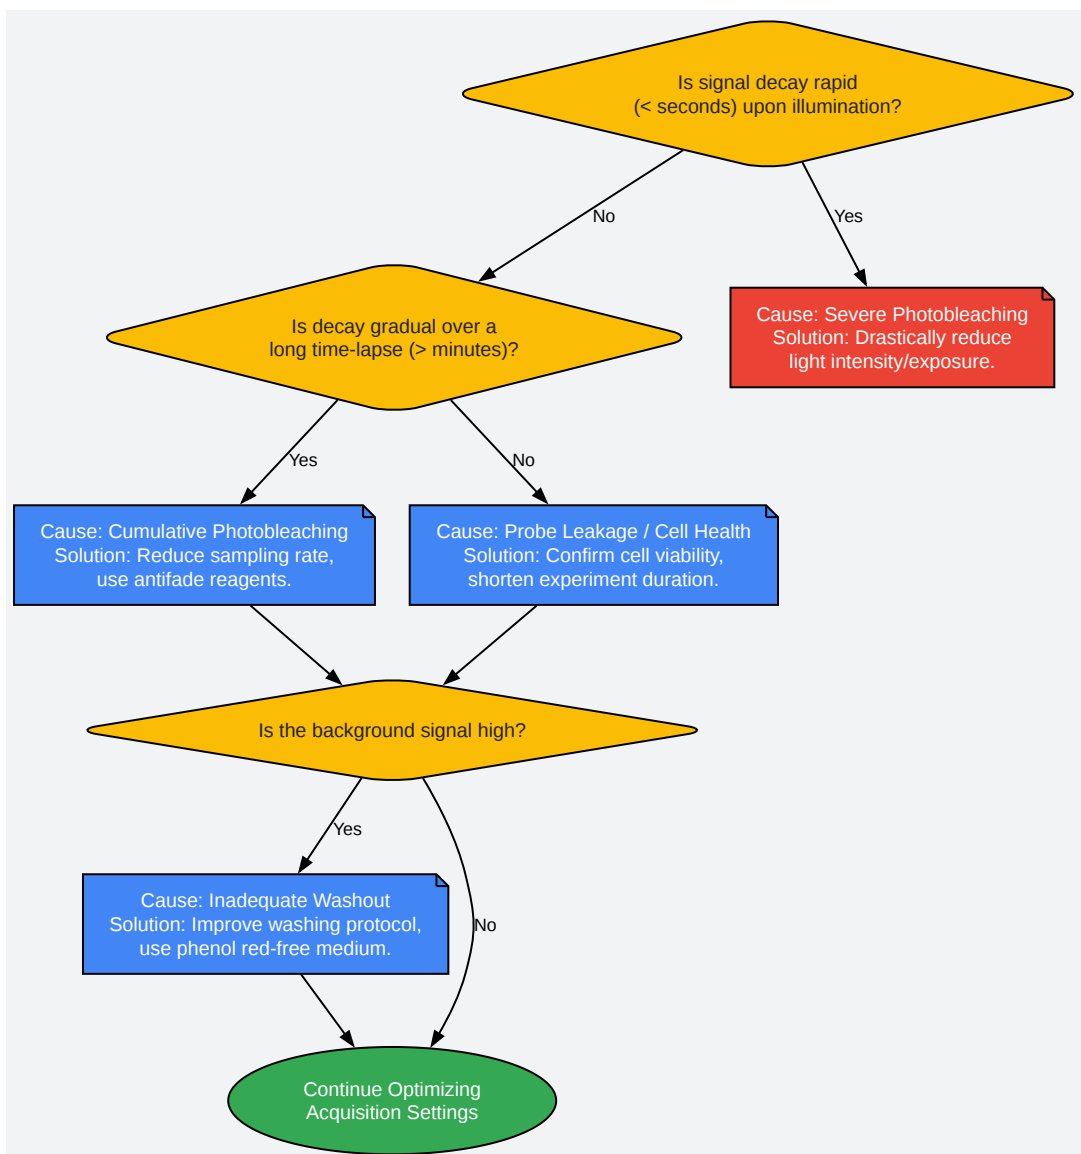 Is signal decay rapid
(< seconds) upon illumination?
No
Yes
Is decay gradual over a
long time-lapse (> minutes)?
Cause: Severe Photobleaching
Solution: Drastically reduce
light intensity/exposure.
Yes
No
Cause: Cumulative Photobleaching
Solution: Reduce sampling rate,
use antifade reagents.
Cause: Probe Leakage / Cell Health
Solution: Confirm cell viability,
shorten experiment duration.
Is the background signal high?
Yes
Cause: Inadequate Washout
Solution: Improve washing protocol,
use phenol red-free medium.
No
Continue Optimizing
Acquisition Settings